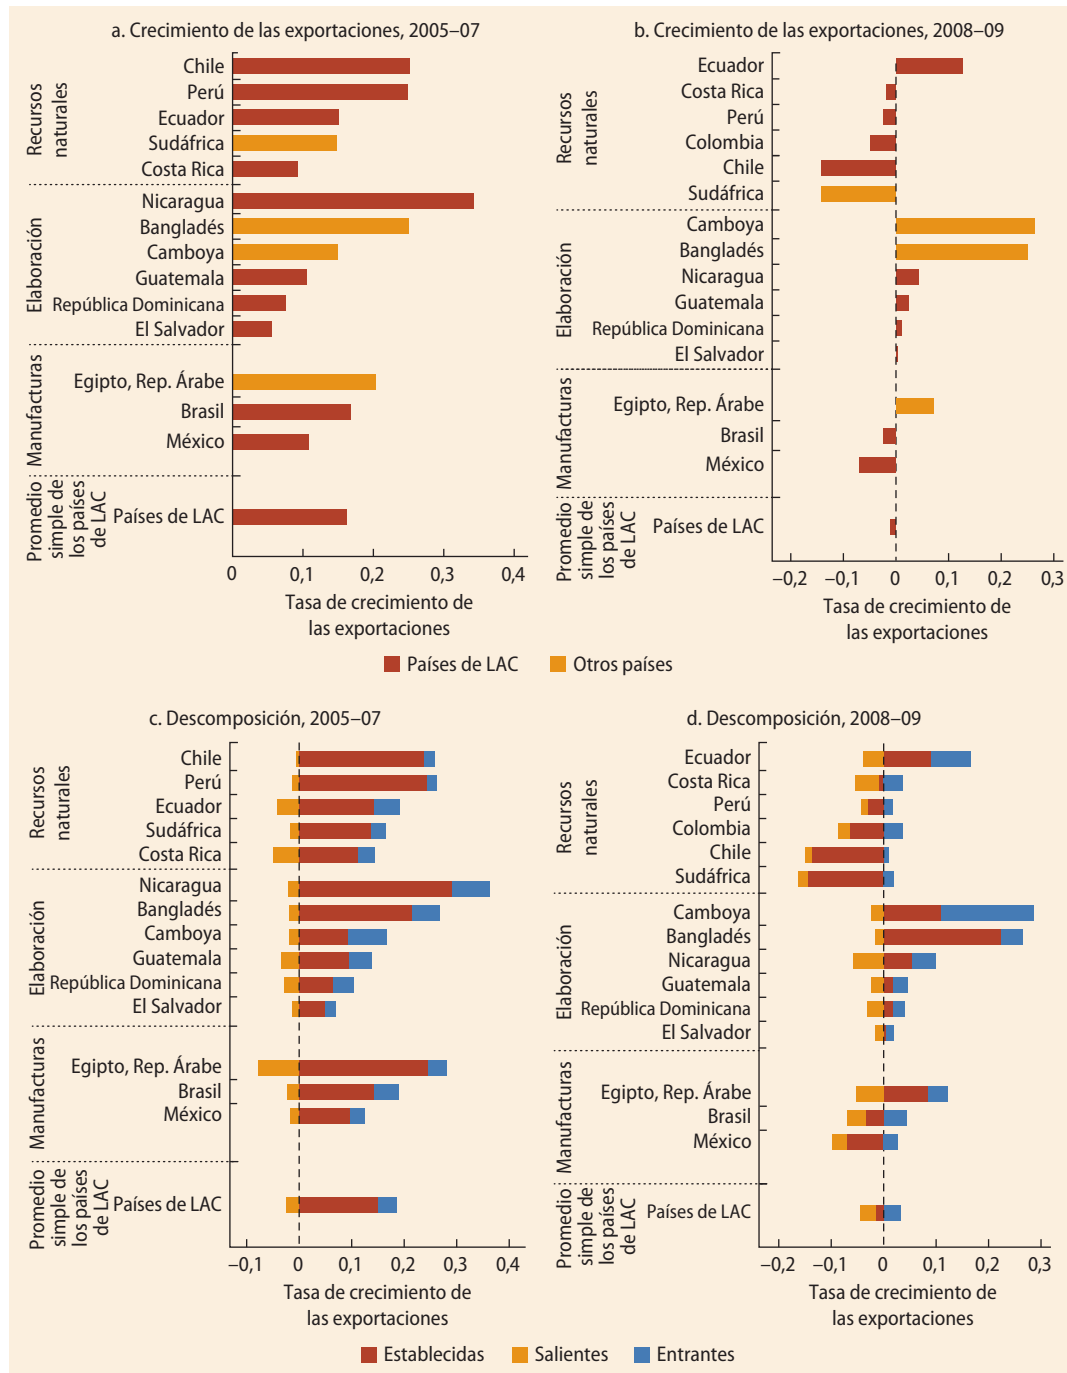 a. Crecimiento de las exportaciones, 2005–07
Recursos
naturales
Chile
Perú
Ecuador
Sudáfrica
Costa Rica
Elaboración
Nicaragua
Bangladés
Camboya
Guatemala
República Dominicana
El Salvador
Manufacturas
Egipto, Rep. Árabe
Brasil
México
Promedio
simple de
los países
de LAC
Países de LAC
0 0,1 0,2 0,3 0,4
Tasa de crecimiento de
las exportaciones
b. Crecimiento de las exportaciones, 2008–09
Recursos
naturales
Ecuador
Costa Rica
Perú
Colombia
Chile
Sudáfrica
Elaboración
Camboya
Bangladés
Nicaragua
Guatemala
República Dominicana
El Salvador
Manufacturas
Egipto, Rep. Árabe
Brasil
México
Promedio
simple de
los países
de LAC
Países de LAC
–0,2 –0,1 0 0,1 0,2 0,3
Tasa de crecimiento de
las exportaciones
Países de LAC Otros países
c. Descomposición, 2005–07
Recursos
naturales
Chile
Perú
Ecuador
Sudáfrica
Costa Rica
Elaboración
Nicaragua
Bangladés
Camboya
Guatemala
República Dominicana
El Salvador
Manufacturas
Egipto, Rep. Árabe
Brasil
México
Promedio
simple de
los países
de LAC
Países de LAC
–0,1 0 0,1 0,2 0,3 0,4
Tasa de crecimiento de
las exportaciones
d. Descomposición, 2008–09
Recursos
naturales
Ecuador
Costa Rica
Perú
Colombia
Chile
Sudáfrica
Elaboración
Camboya
Bangladés
Nicaragua
Guatemala
República Dominicana
El Salvador
Manufacturas
Egipto, Rep. Árabe
Brasil
México
Promedio
simple de
los países
de LAC
Países de LAC
–0,2 –0,1 0 0,1 0,2 0,3
Tasa de crecimiento de
las exportaciones
Establecidas Salientes Entrantes